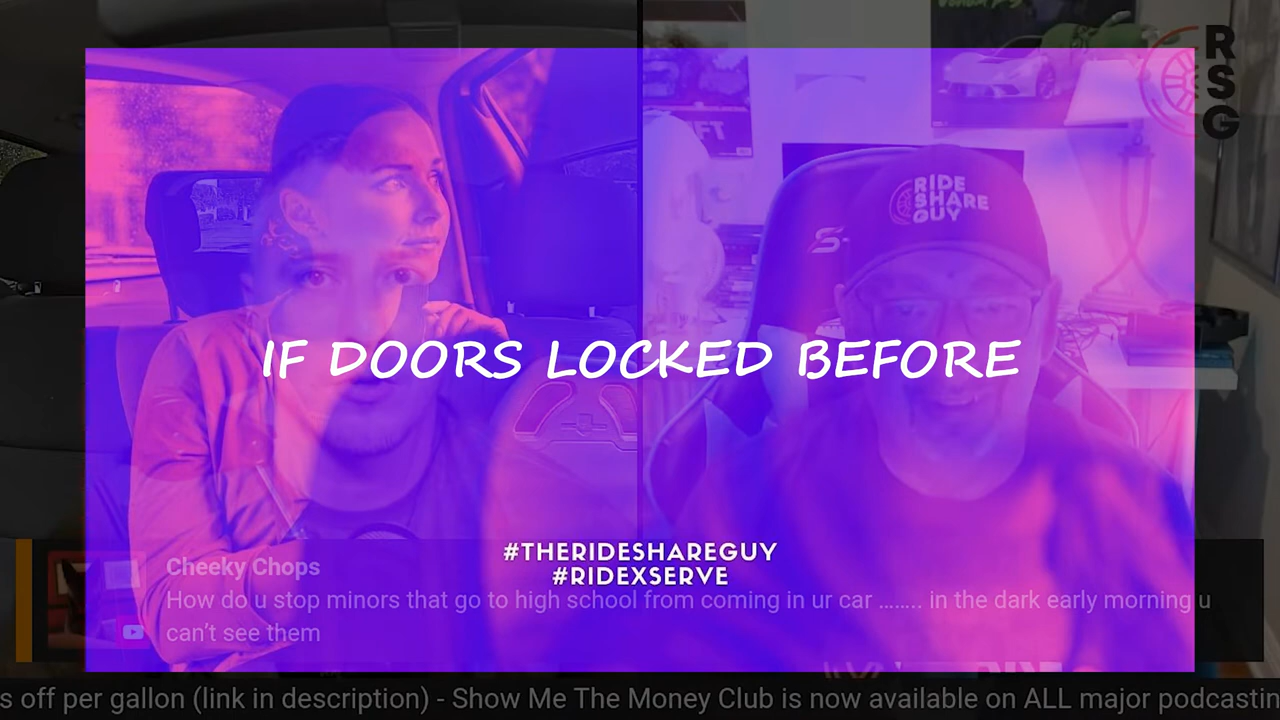 R
S
G
FT
RIDE
SHARE
GUY
IF DOORS LOCKED BEFORE
#THERIDESHAREGUY
#RIDEXSERVE
Cheeky Chops
How do u stop minors that go to high school from coming in ur car ........ in the dark early morning u
can't see them
s off per gallon (link in description) - Show Me The Money Club is now available on ALL major podcastin